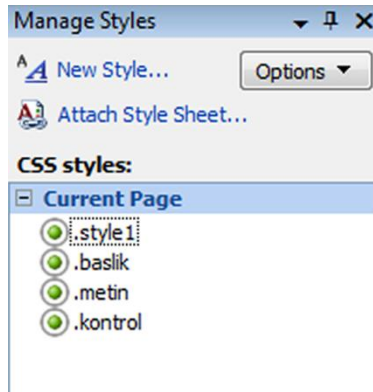 Manage Styles
New Style...
Options
Attach Style Sheet...
CSS styles:
Current Page
.style1
.baslik
.metin
.kontrol